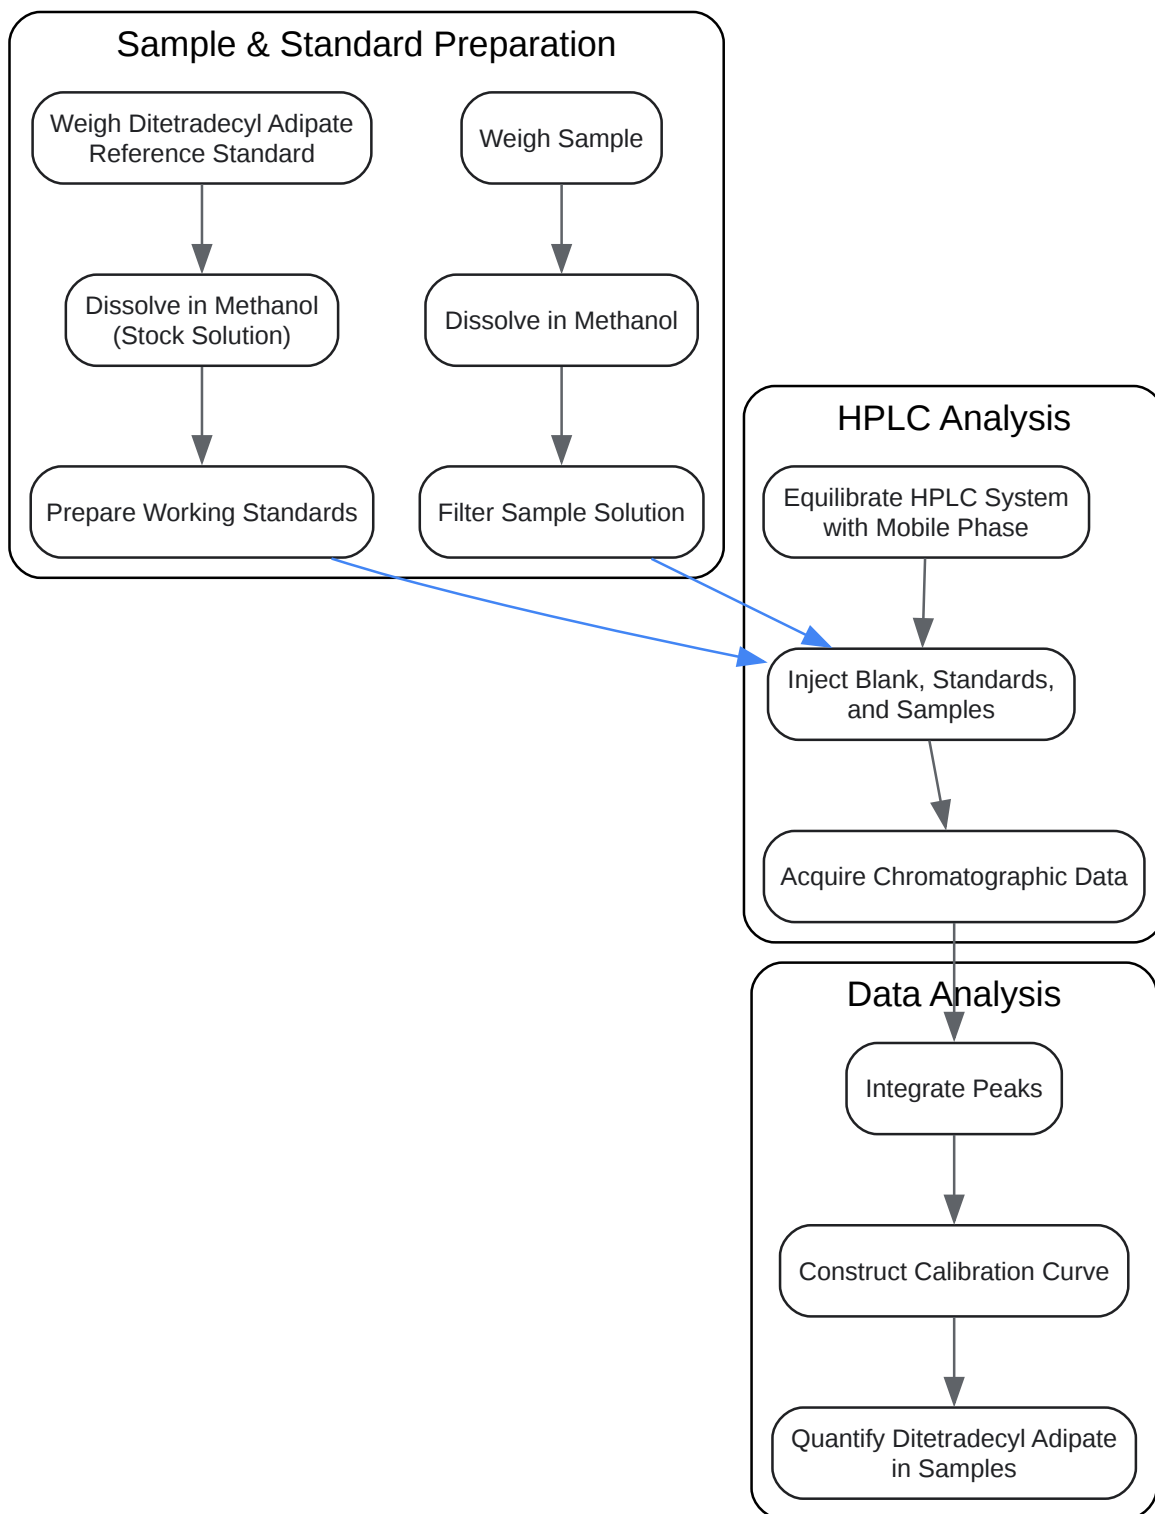 Sample & Standard Preparation
Weigh Ditetradecyl Adipate
Reference Standard
Weigh Sample
Dissolve in Methanol
(Stock Solution)
Dissolve in Methanol
Prepare Working Standards
Filter Sample Solution
HPLC Analysis
Equilibrate HPLC System
with Mobile Phase
Inject Blank, Standards,
and Samples
Acquire Chromatographic Data
Data Analysis
Integrate Peaks
Construct Calibration Curve
Quantify Ditetradecyl Adipate
in Samples